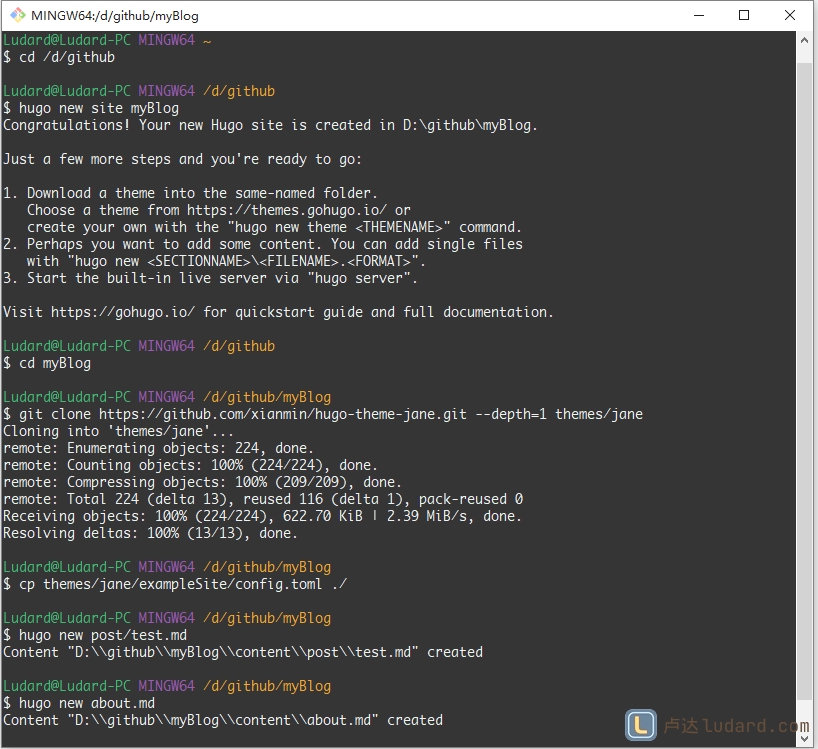 MINGW64:/d/github/myBlog
Ludard@Ludard-PC MINGW64 ~
$ cd /d/github
Ludard@Ludard-PC MINGW64 /d/github
$ hugo new site myBlog
Congratulations! Your new Hugo site is created in D:\github\myBlog.
Just a few more steps and you're ready to go:
1. Download a theme into the same-named folder.
   Choose a theme from https://themes.gohugo.io/ or
   create your own with the "hugo new theme <THEMENAME>" command.
2. Perhaps you want to add some content. You can add single files
   with "hugo new <SECTIONNAME>\<FILENAME>.<FORMAT>".
3. Start the built-in live server via "hugo server".
Visit https://gohugo.io/ for quickstart guide and full documentation.
Ludard@Ludard-PC MINGW64 /d/github
$ cd myBlog
Ludard@Ludard-PC MINGW64 /d/github/myBlog
$ git clone https://github.com/xianmin/hugo-theme-jane.git --depth=1 themes/jane
Cloning into 'themes/jane'...
remote: Enumerating objects: 224, done.
remote: Counting objects: 100% (224/224), done.
remote: Compressing objects: 100% (209/209), done.
remote: Total 224 (delta 13), reused 116 (delta 1), pack-reused 0
Receiving objects: 100% (224/224), 622.70 KiB | 2.39 MiB/s, done.
Resolving deltas: 100% (13/13), done.
Ludard@Ludard-PC MINGW64 /d/github/myBlog
$ cp themes/jane/exampleSite/config.toml ./
Ludard@Ludard-PC MINGW64 /d/github/myBlog
$ hugo new post/test.md
Content "D:\\github\\myBlog\\content\\post\\test.md" created
Ludard@Ludard-PC MINGW64 /d/github/myBlog
$ hugo new about.md
Content "D:\\github\\myBlog\\content\\about.md" created
L 卢达ludard.com